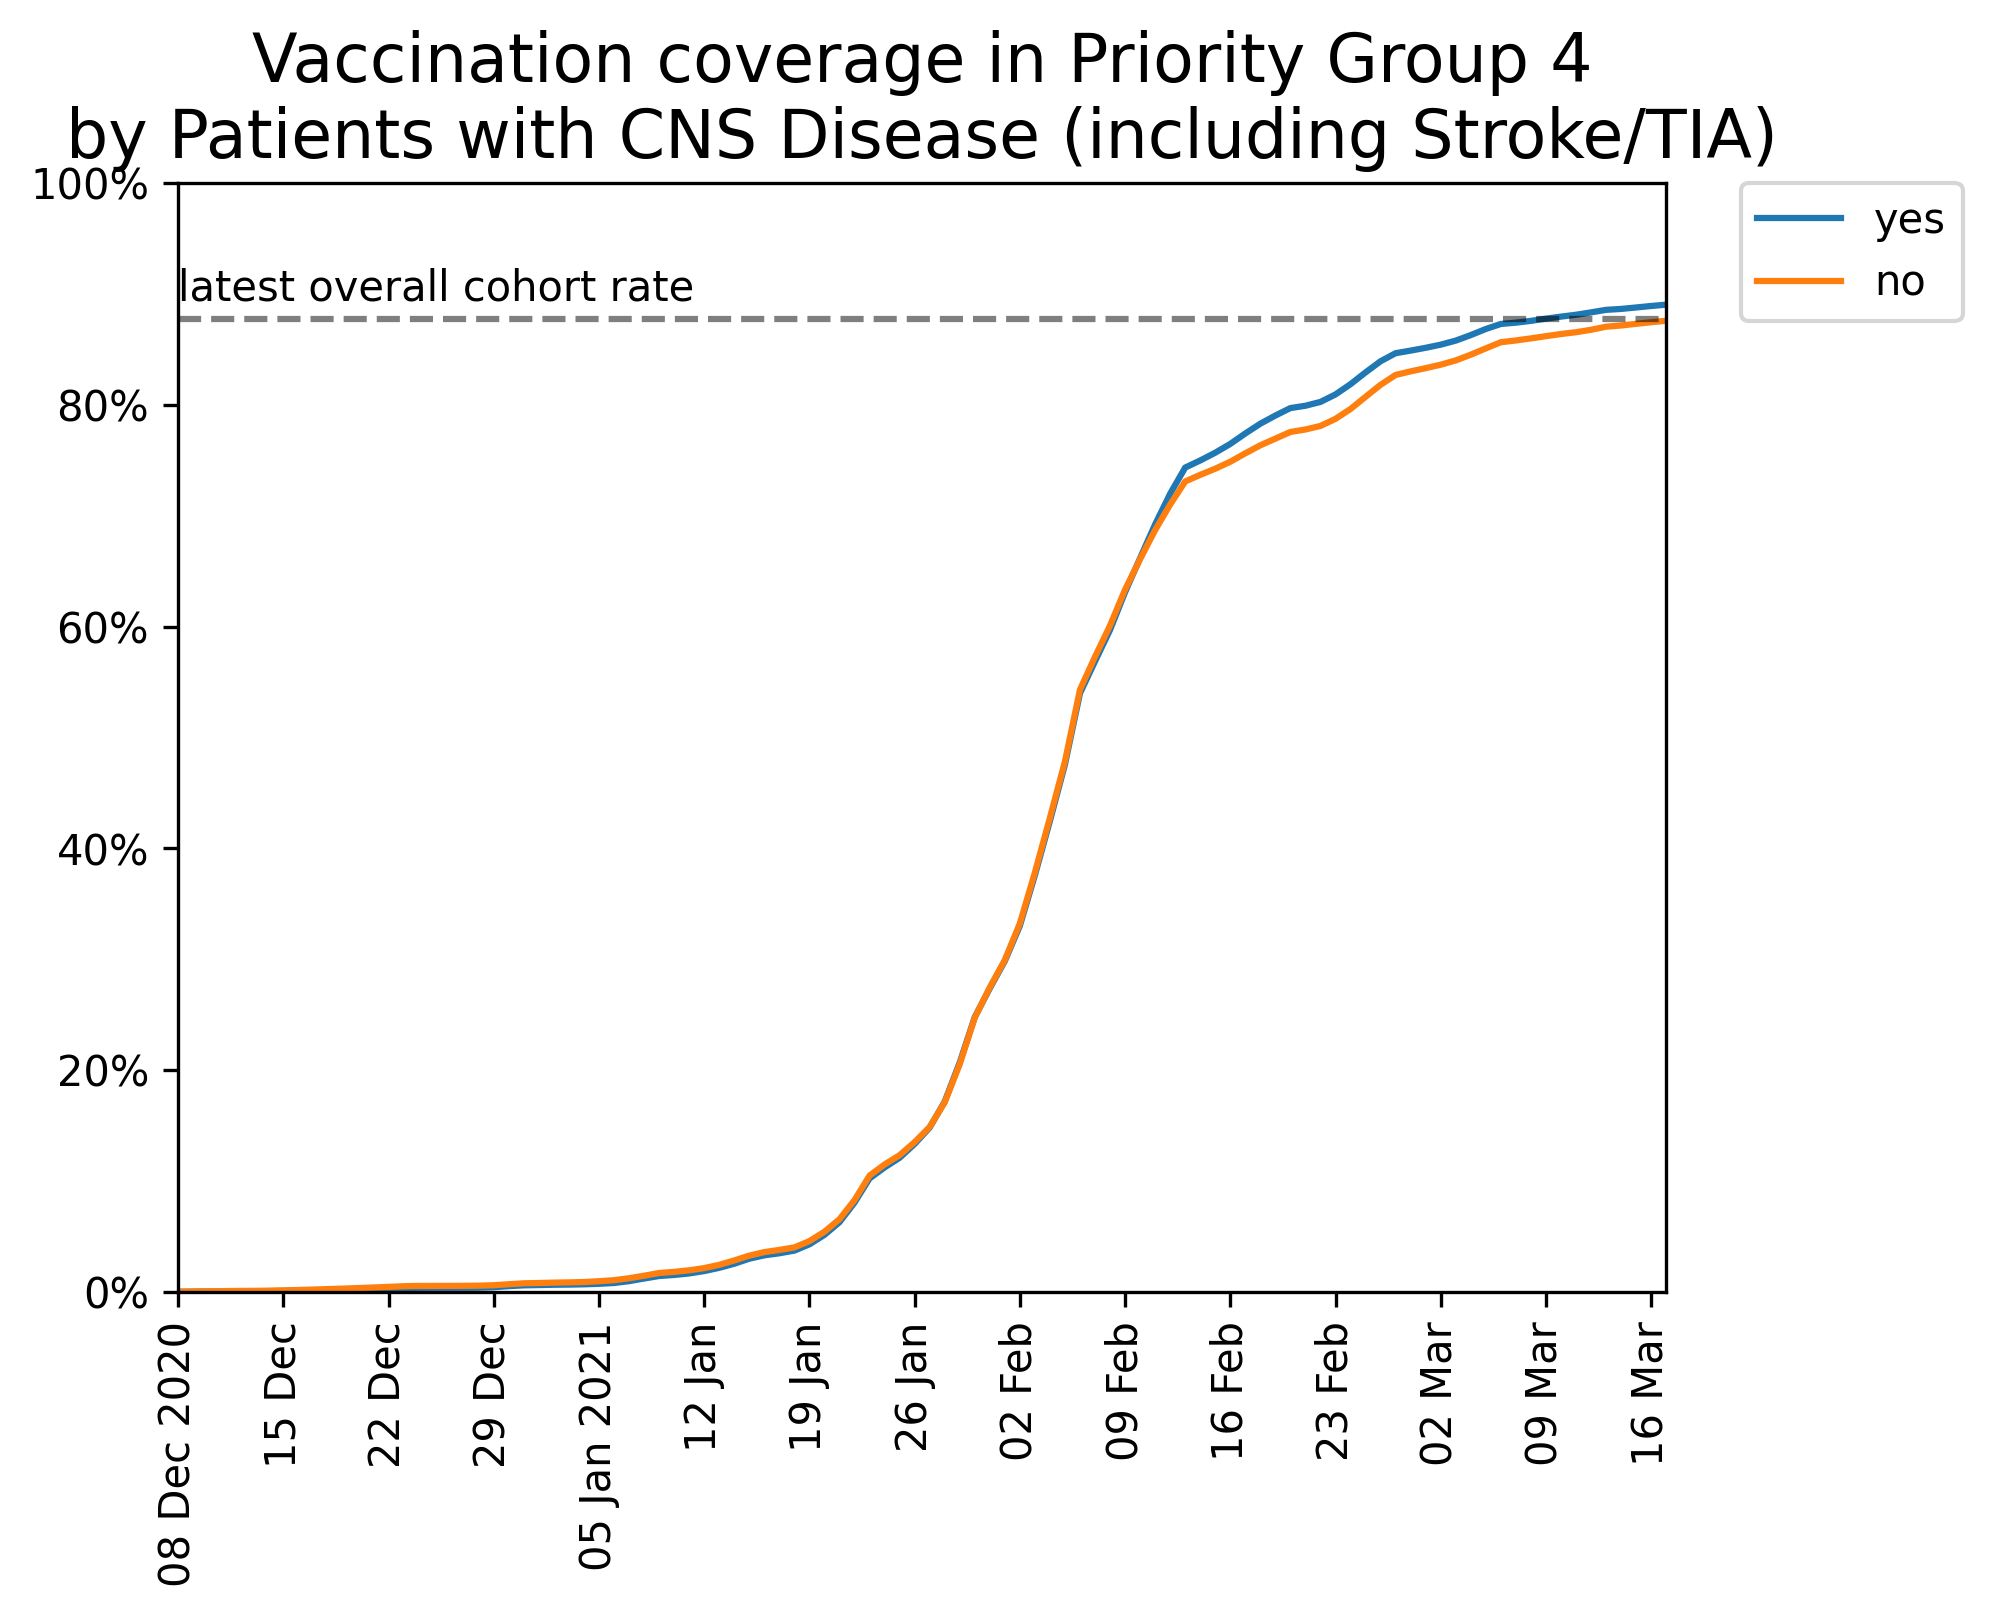 Vaccination coverage in Priority Group 4
by Patients with CNS Disease (including Stroke/TIA)
100%
80%
60%
40%
20%
0%
latest overall cohort rate
yes
no
08 Dec 2020
15 Dec
22 Dec
29 Dec
05 Jan 2021
12 Jan
19 Jan
26 Jan
02 Feb
09 Feb
16 Feb
23 Feb
02 Mar
09 Mar
16 Mar